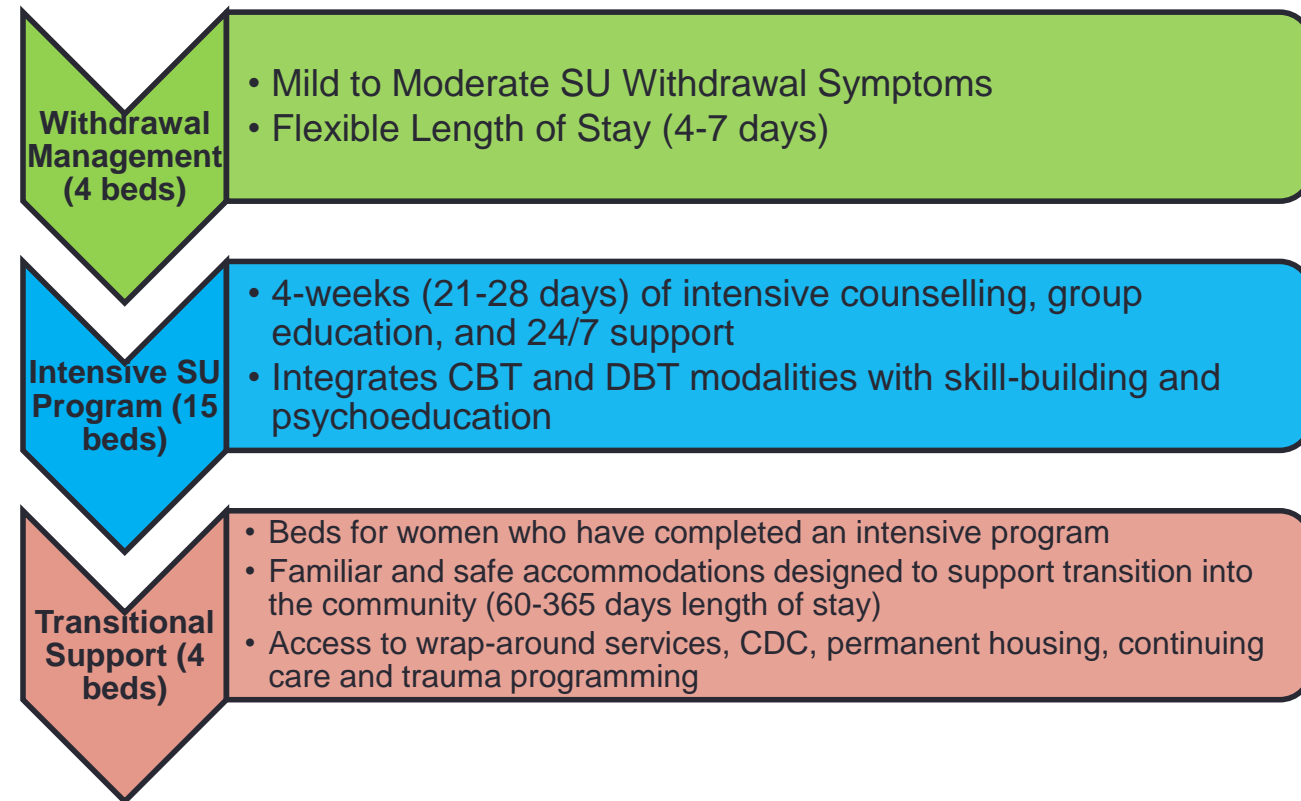 Withdrawal
Management
(4 beds)
• Mild to Moderate SU Withdrawal Symptoms
• Flexible Length of Stay (4-7 days)
Intensive SU
Program (15
beds)
• 4-weeks (21-28 days) of intensive counselling, group
education, and 24/7 support
• Integrates CBT and DBT modalities with skill-building and
psychoeducation
Transitional
Support (4
beds)
• Beds for women who have completed an intensive program
• Familiar and safe accommodations designed to support transition into
the community (60-365 days length of stay)
• Access to wrap-around services, CDC, permanent housing, continuing
care and trauma programming